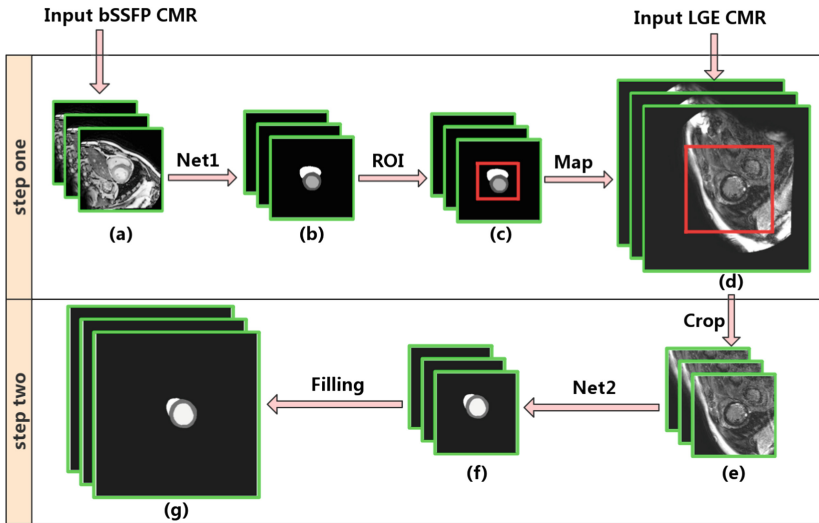 Input bSSFP CMR
Input LGE CMR
step one
Net1
ROI
Map
(a)
(b)
(c)
(d)
Crop
step two
Filling
Net2
(g)
(f)
(e)